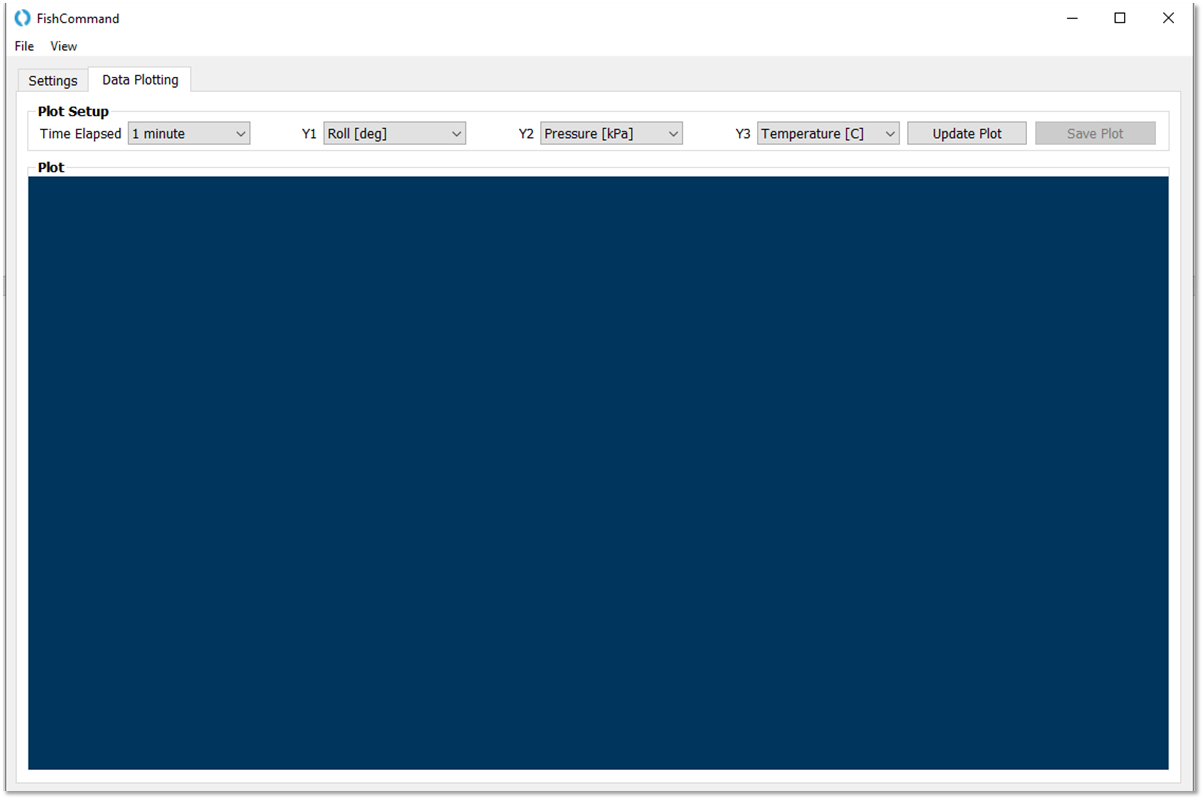 FishCommand
File View
Settings Data Plotting
Plot Setup
Time Elapsed 1 minute Y1 Roll [deg] Y2 Pressure [kPa] Y3 Temperature [C] Update Plot Save Plot
Plot